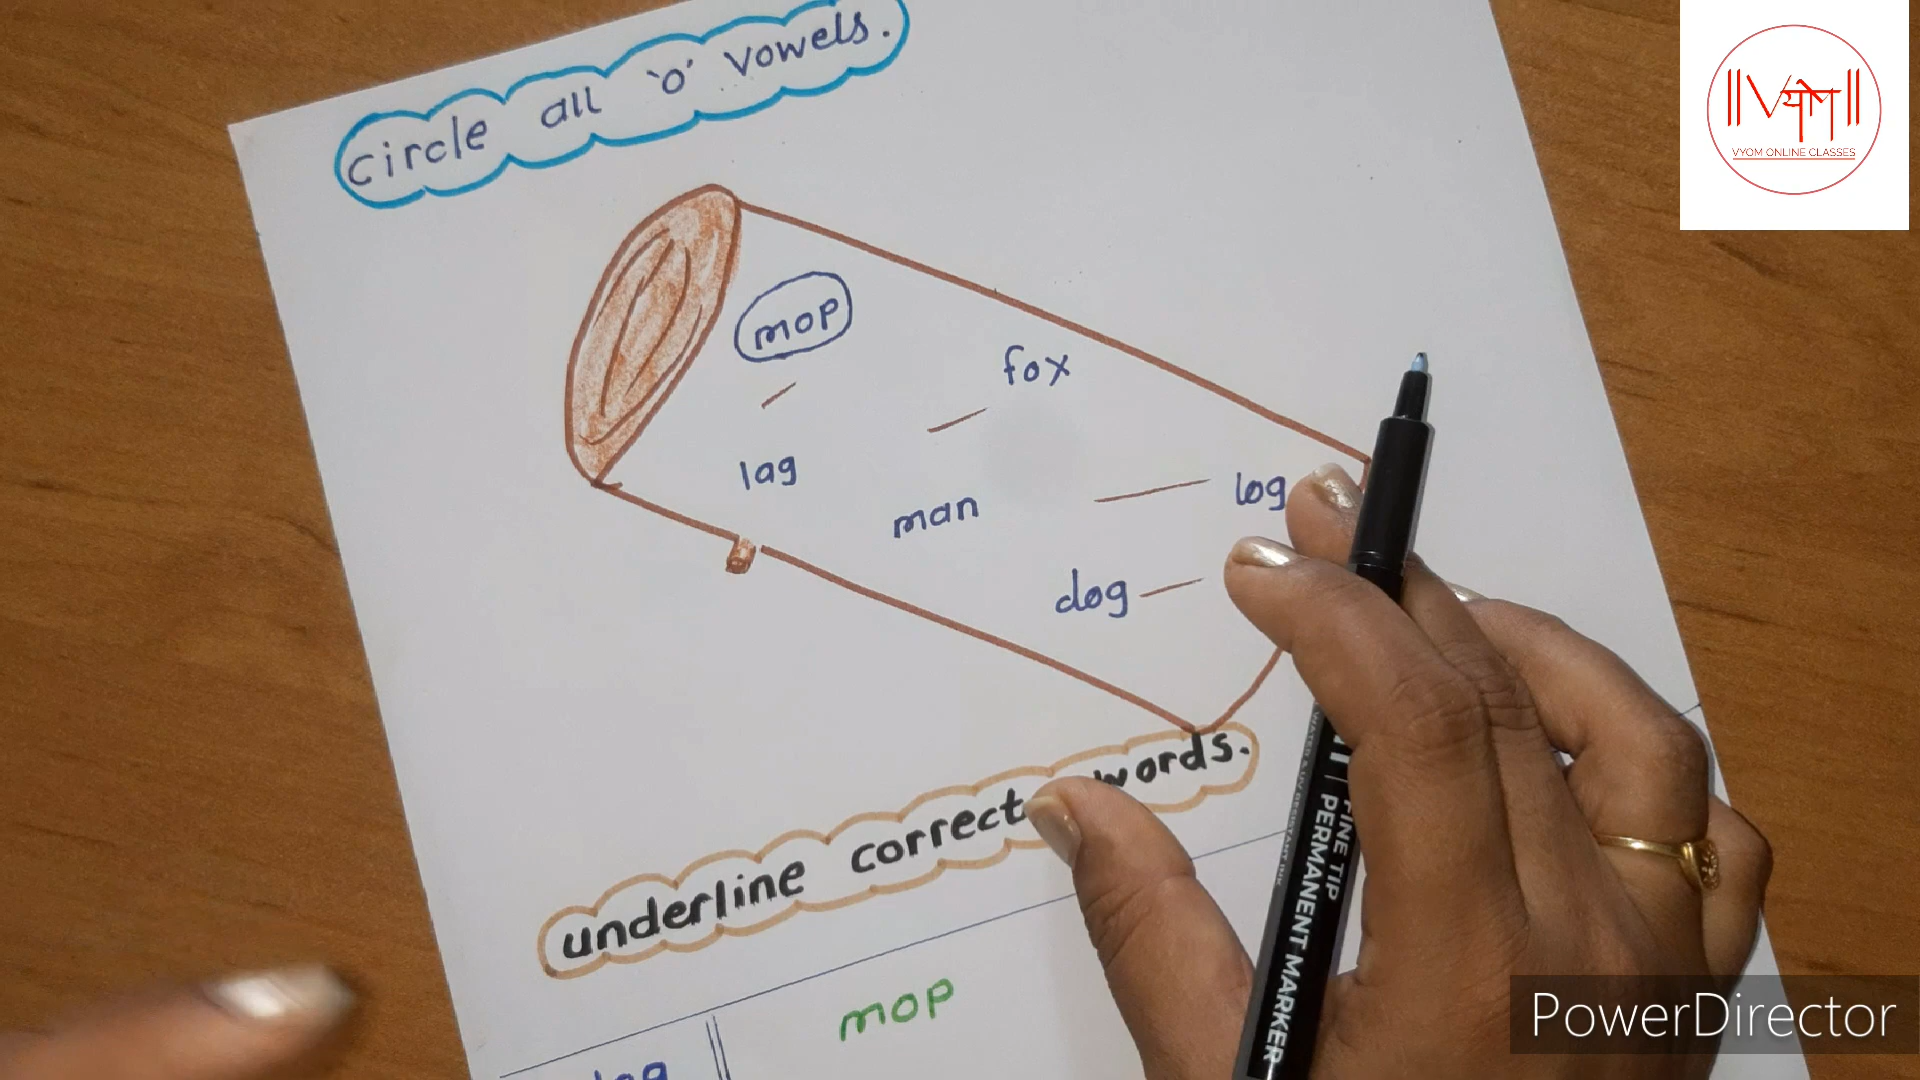 circle all 'o' vowels.
||Vयोम||
VYOM ONLINE CLASSES
mop
fox
lag
log
man
dog
underline correct words.
mop
FINE TIP
PERMANENT MARKER
PowerDirector